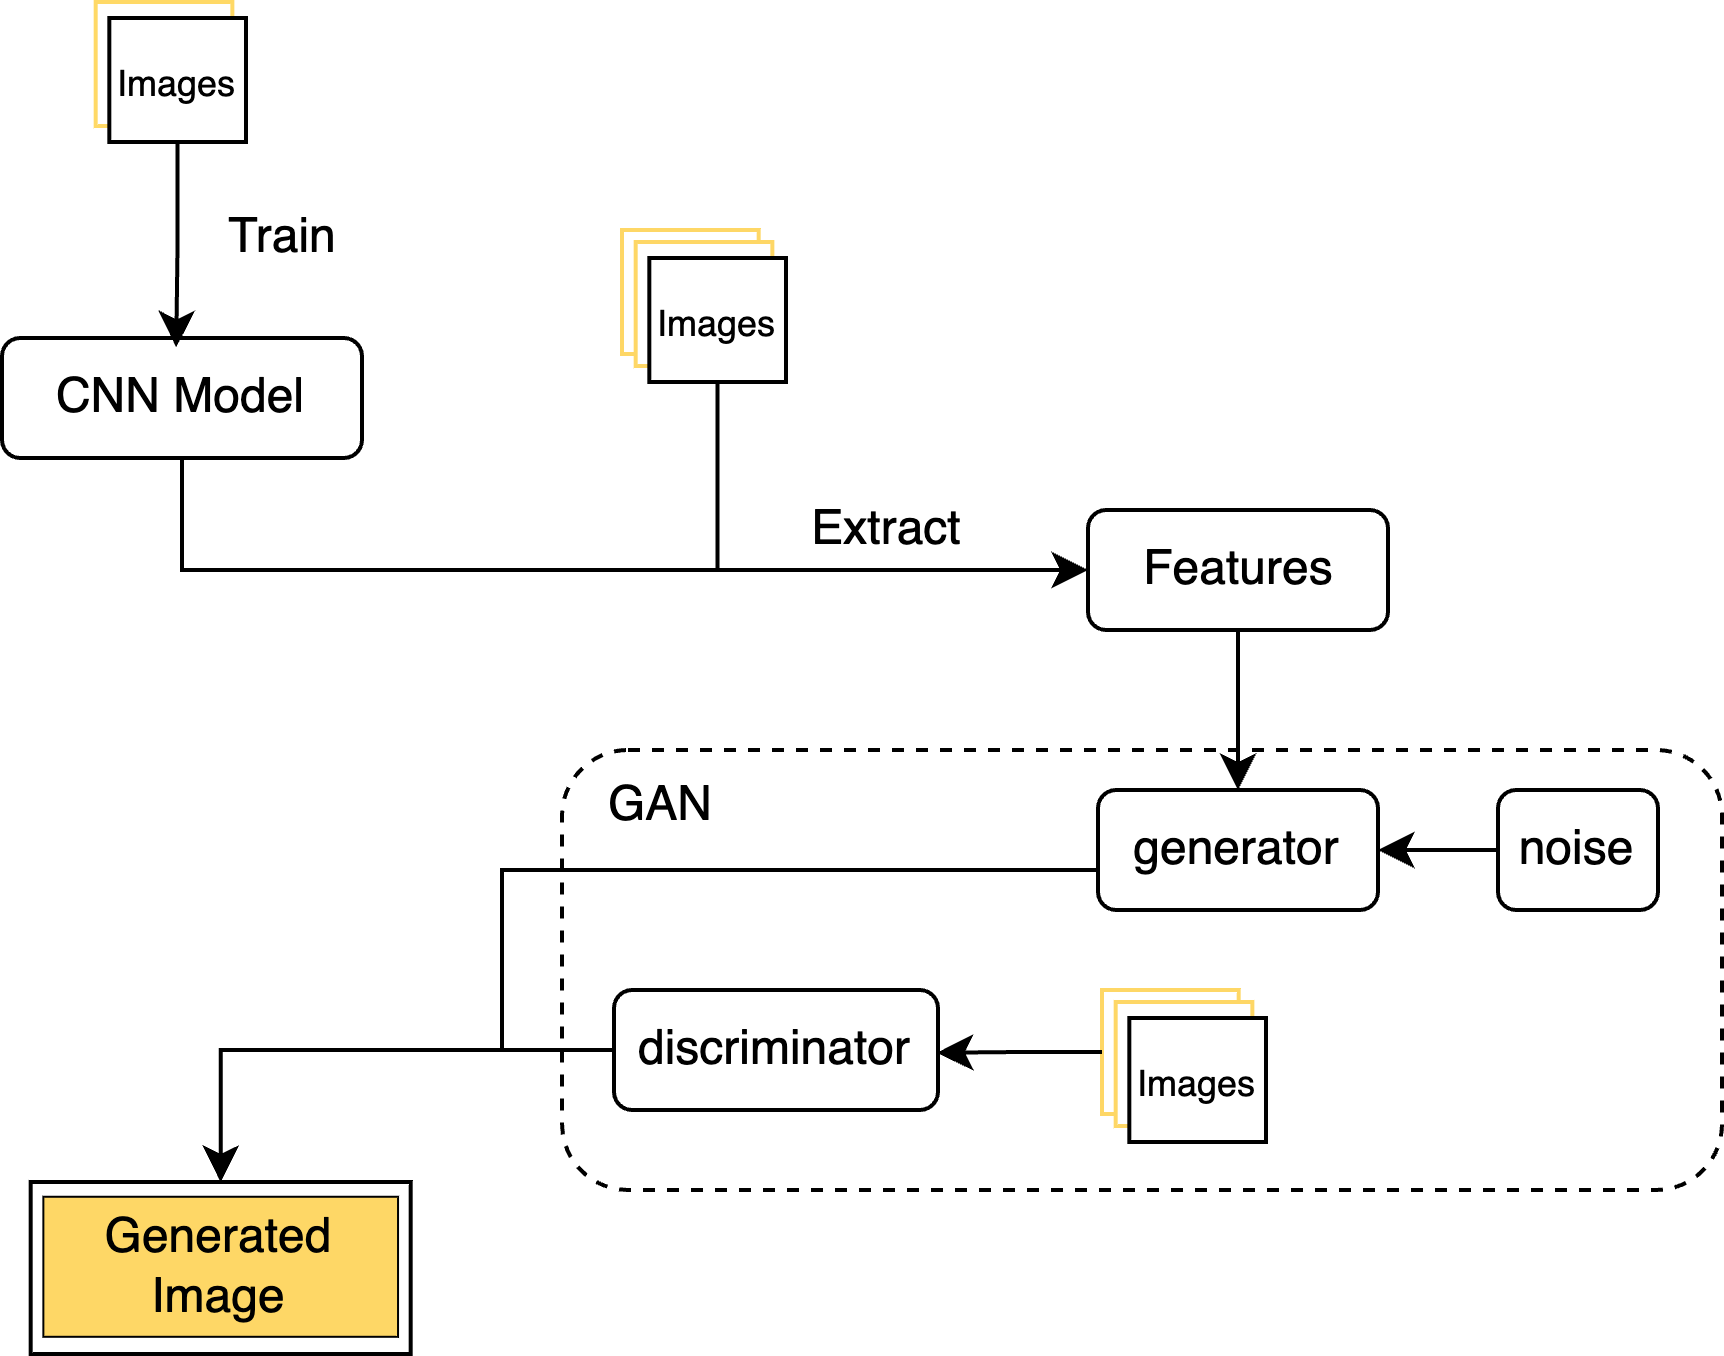 Images
Train
CNN Model
Images
Extract
Features
GAN
generator
noise
discriminator
Images
Generated
Image